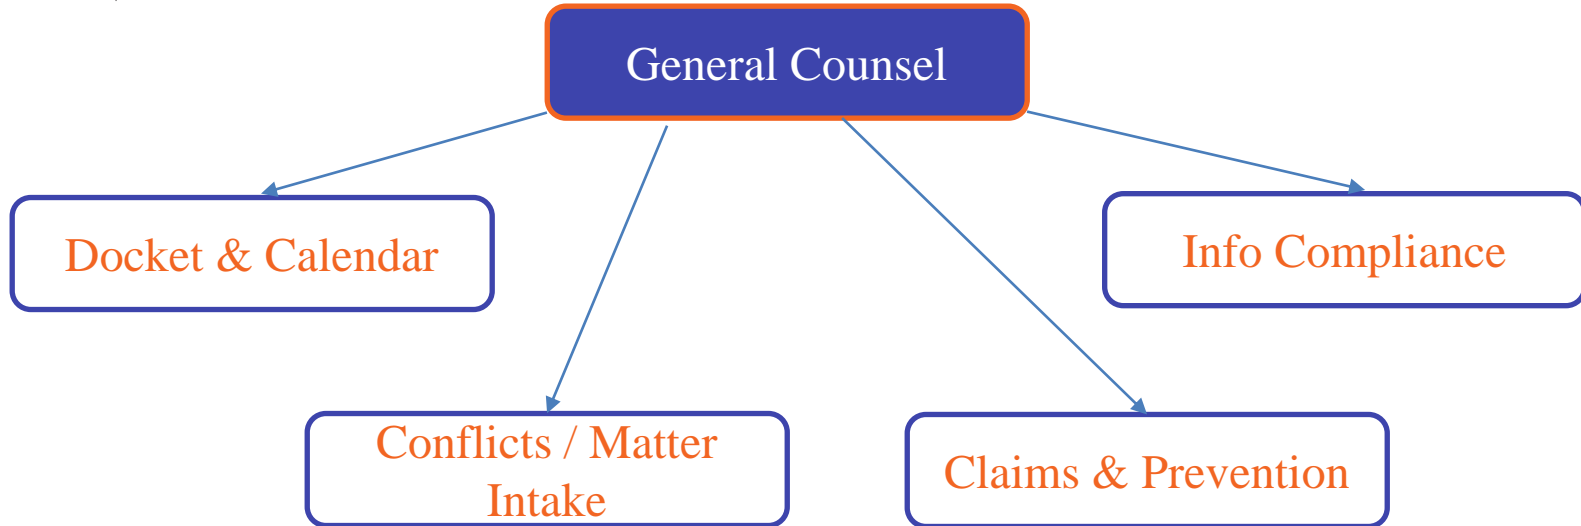 General Counsel
Docket & Calendar
Info Compliance
Conflicts / Matter
Intake
Claims & Prevention